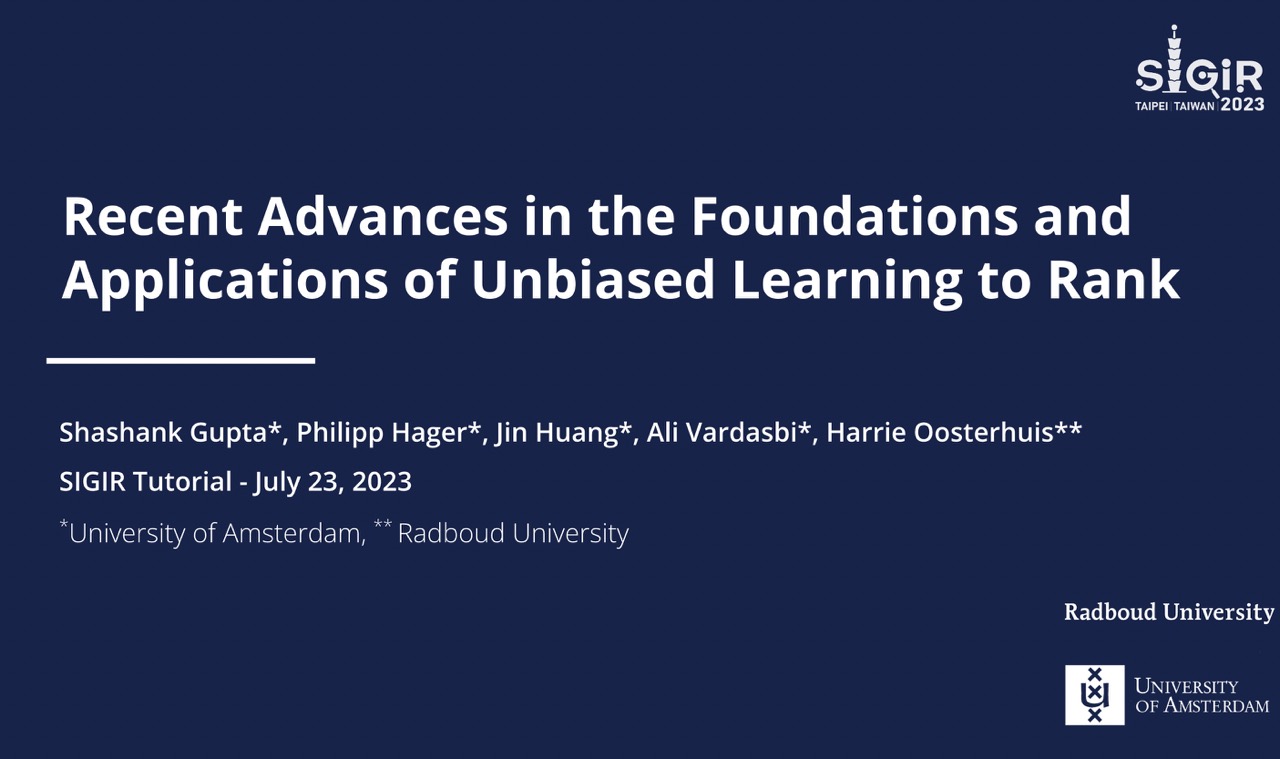 SIGIR
TAIPEI | TAIWAN | 2023
Recent Advances in the Foundations and
Applications of Unbiased Learning to Rank
Shashank Gupta*, Philipp Hager*, Jin Huang*, Ali Vardasbi*, Harrie Oosterhuis**
SIGIR Tutorial - July 23, 2023
*University of Amsterdam, ** Radboud University
Radboud University
UNIVERSITY
OF AMSTERDAM